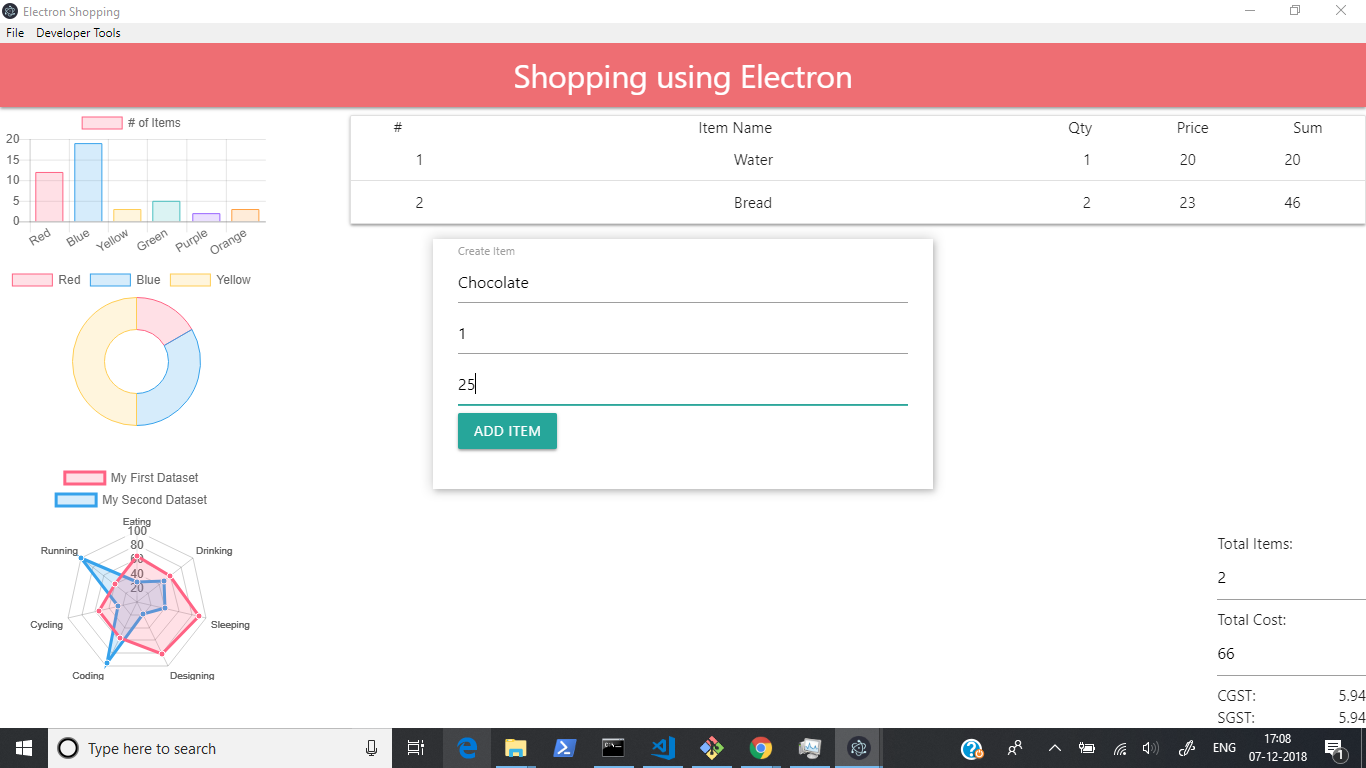 Electron Shopping
File Developer Tools
Shopping using Electron
# of Items
20
15
10
5
0
Red Blue Yellow Green Purple Orange
Red Blue Yellow
My First Dataset
My Second Dataset
Eating
100
80
60
40
20
Running
Drinking
Cycling
Sleeping
Coding
Designing
# Item Name Qty Price Sum
1 Water 1 20 20
2 Bread 2 23 46
Create Item
Chocolate
1
25
ADD ITEM
Total Items:
2
Total Cost:
66
CGST: 5.94
SGST: 5.94
Type here to search
ENG
17:08
07-12-2018
1